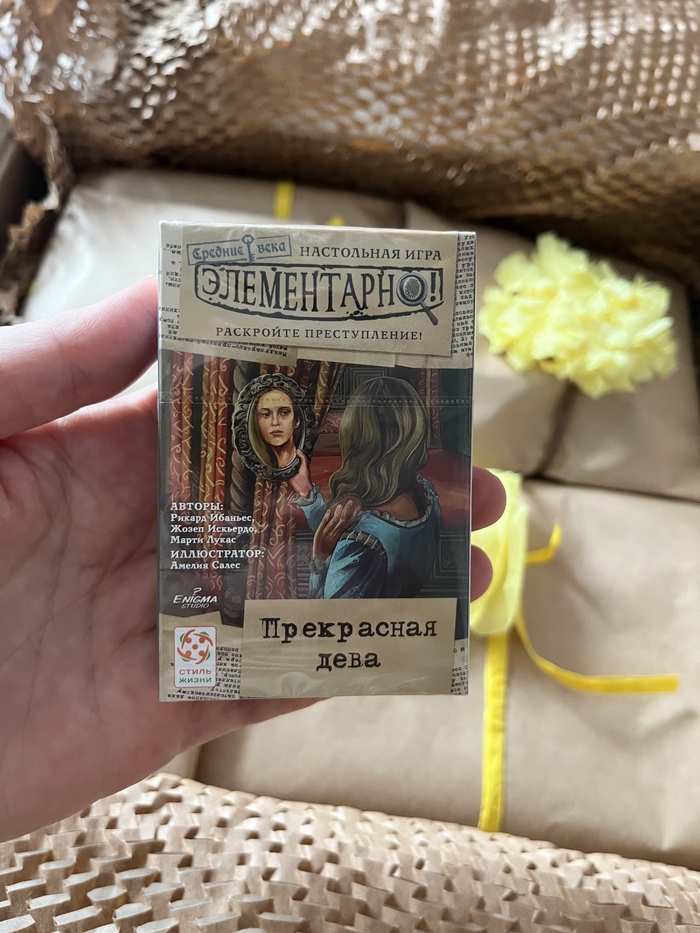 Средние века
НАСТОЛЬНАЯ ИГРА
ЭЛЕМЕНТАРНО!
РАСКРОЙТЕ ПРЕСТУПЛЕНИЕ!
АВТОРЫ:
Рикард Ибаньес,
Жозеп Искьердо,
Марти Лукас
ИЛЛЮСТРАТОР:
Амелия Салес
ENIGMA
STUDIO
Прекрасная
дева
СТИЛЬ
ЖИЗНИ